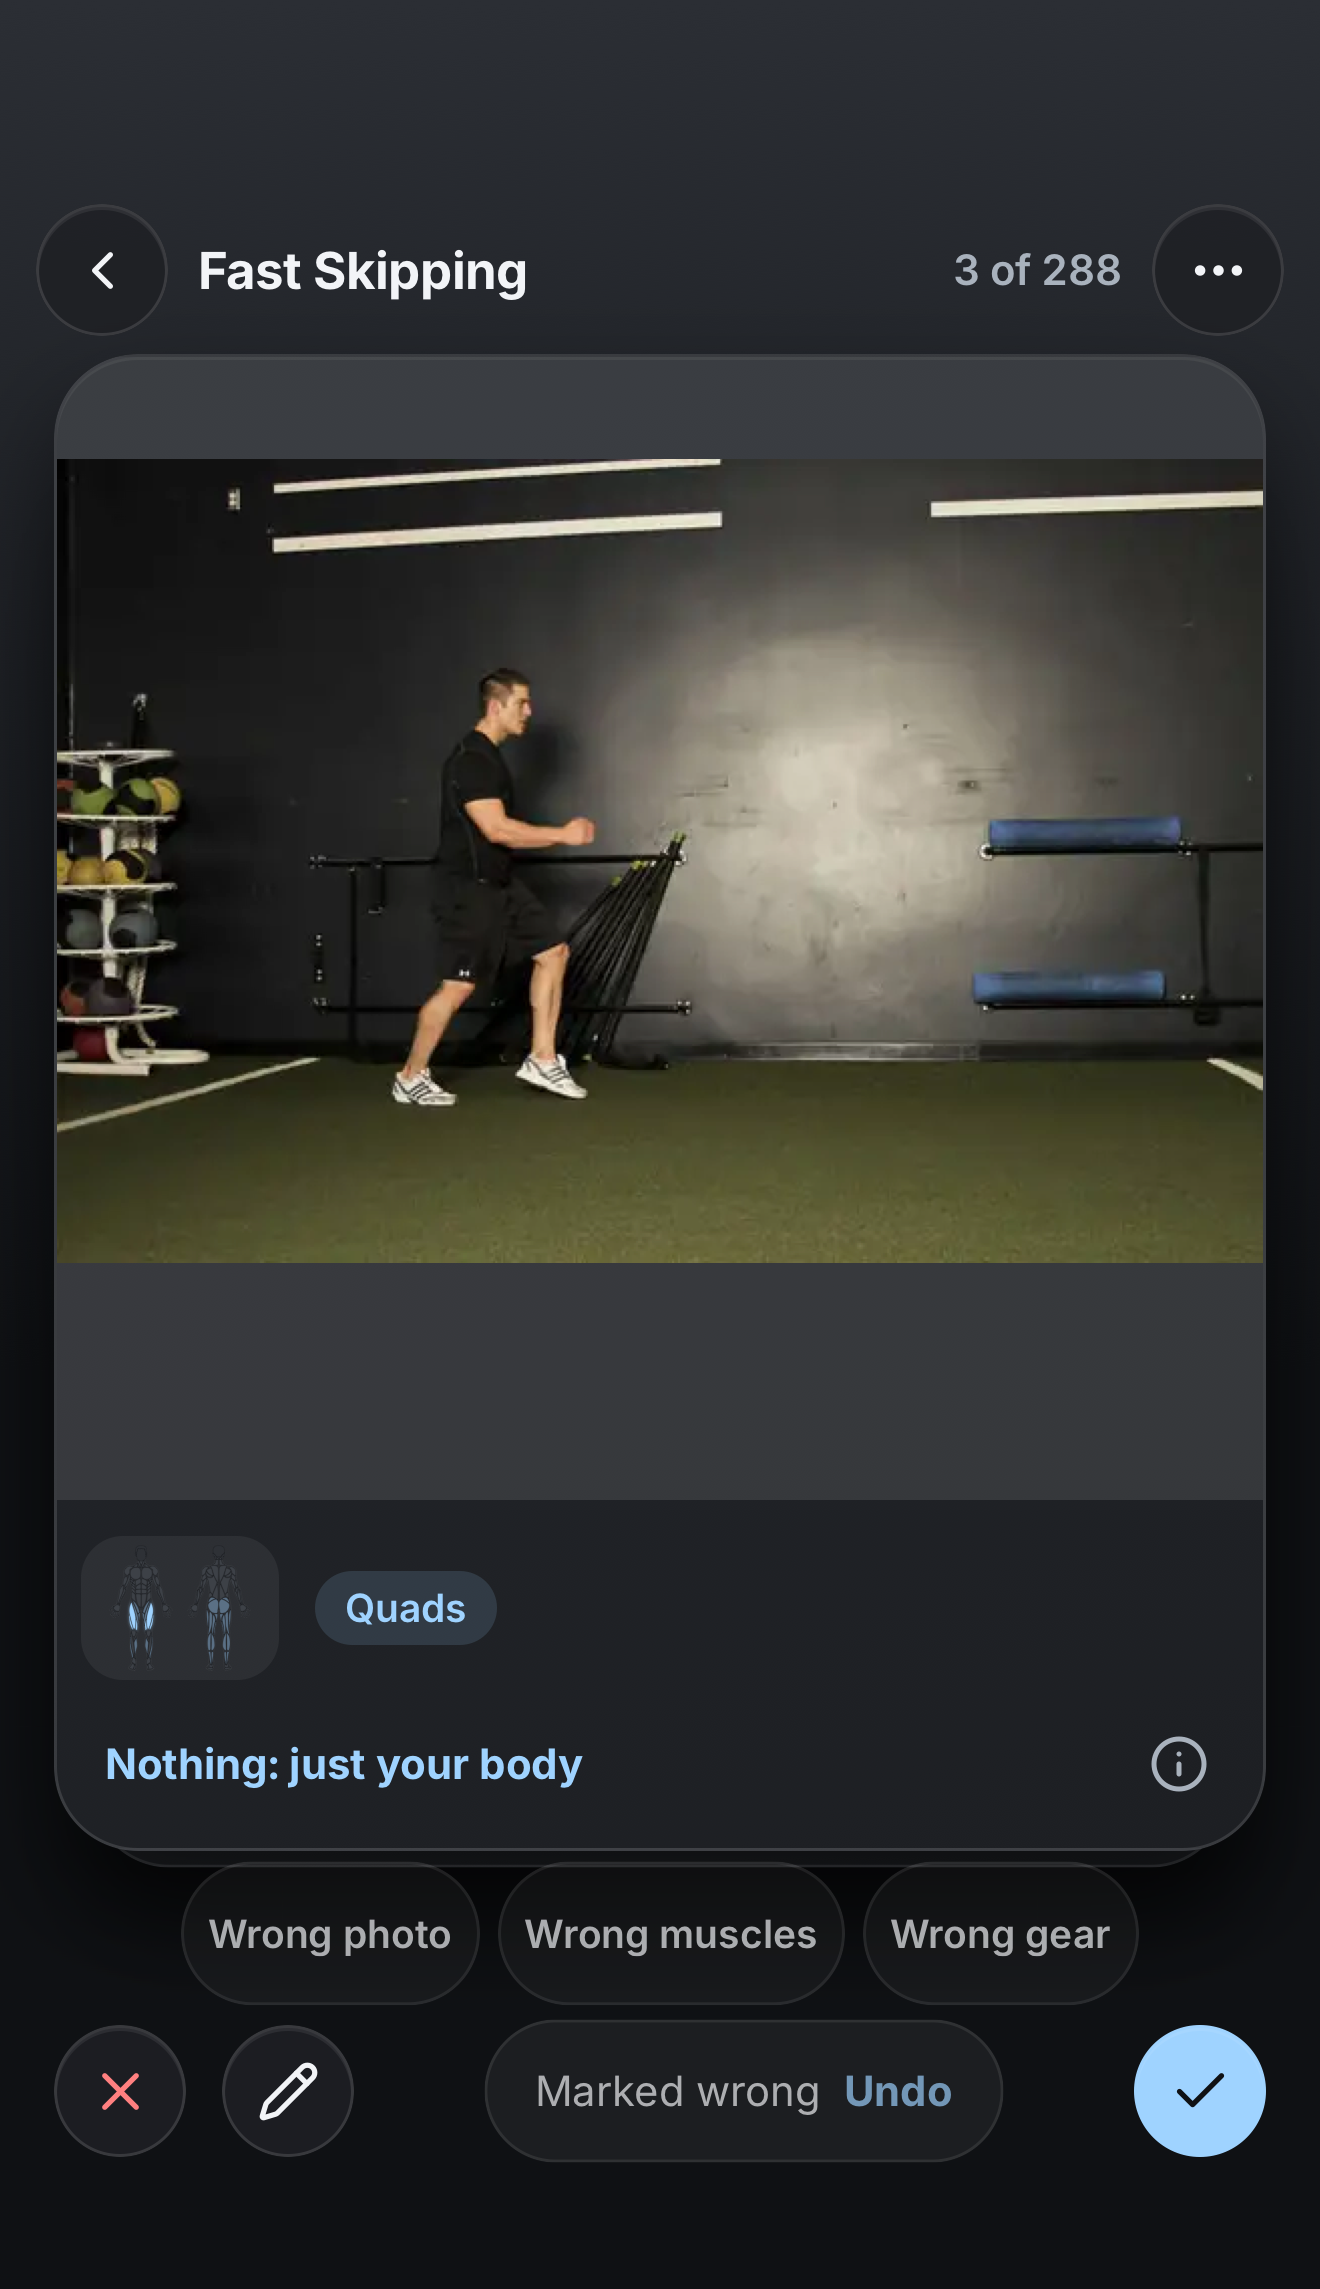 Fast Skipping
3 of 288
Quads
Nothing: just your body
Wrong photo
Wrong muscles
Wrong gear
Marked wrong Undo